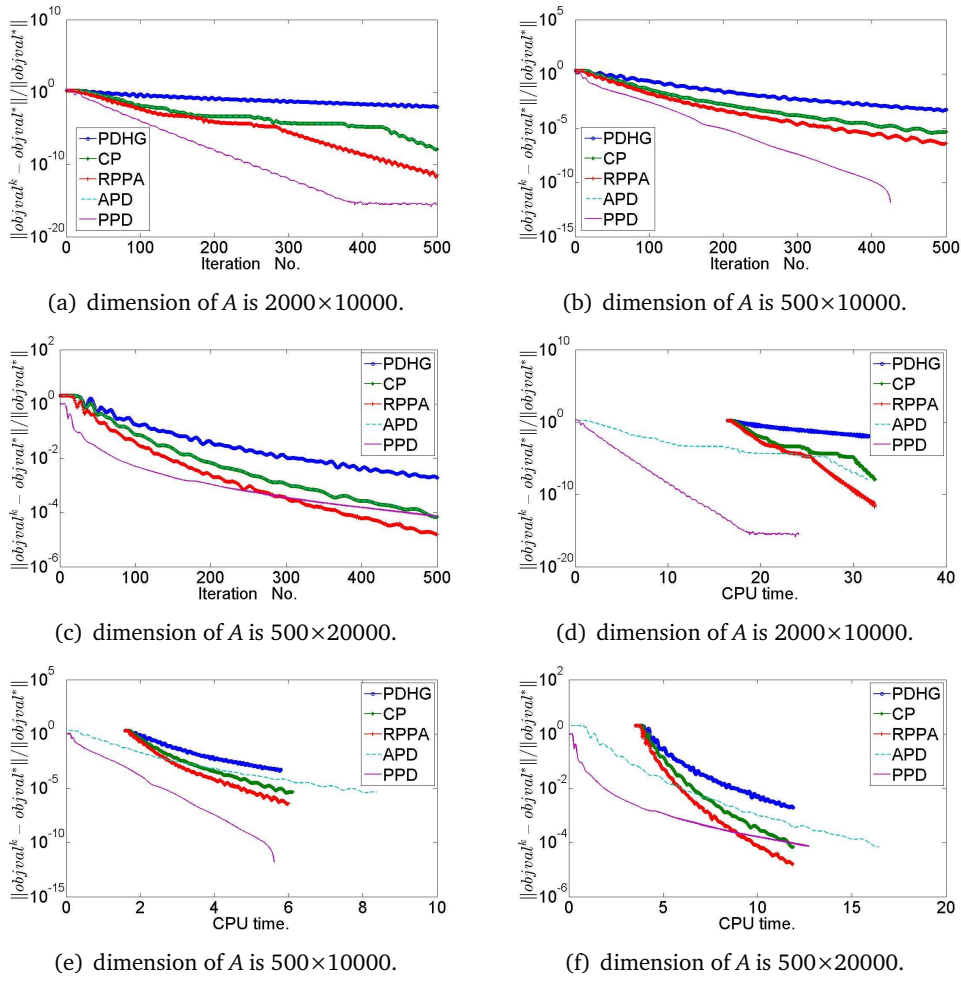 ||objval^k − objval^*|| / ||objval^*||
10^10
10^0
10^-10
10^-20
PDHG
CP
RPPA
APD
PPD
0 100 200 300 400 500
Iteration No.
(a) dimension of A is 2000×10000.
||objval^k − objval^*|| / ||objval^*||
10^5
10^0
10^-5
10^-10
10^-15
PDHG
CP
RPPA
APD
PPD
0 100 200 300 400 500
Iteration No.
(b) dimension of A is 500×10000.
||objval^k − objval^*|| / ||objval^*||
10^2
10^0
10^-2
10^-4
10^-6
PDHG
CP
RPPA
APD
PPD
0 100 200 300 400 500
Iteration No.
(c) dimension of A is 500×20000.
||objval^k − objval^*|| / ||objval^*||
10^10
10^0
10^-10
10^-20
PDHG
CP
RPPA
APD
PPD
0 10 20 30 40
CPU time.
(d) dimension of A is 2000×10000.
||objval^k − objval^*|| / ||objval^*||
10^5
10^0
10^-5
10^-10
10^-15
PDHG
CP
RPPA
APD
PPD
0 2 4 6 8 10
CPU time.
(e) dimension of A is 500×10000.
||objval^k − objval^*|| / ||objval^*||
10^2
10^0
10^-2
10^-4
10^-6
PDHG
CP
RPPA
APD
PPD
0 5 10 15 20
CPU time.
(f) dimension of A is 500×20000.